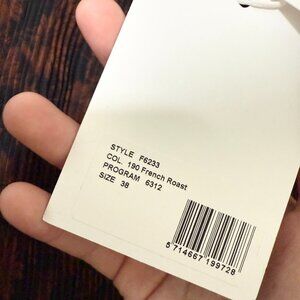 STYLE F6233
COL. 190 French Roast
PROGRAM 6312
SIZE 38
5 714667 199728